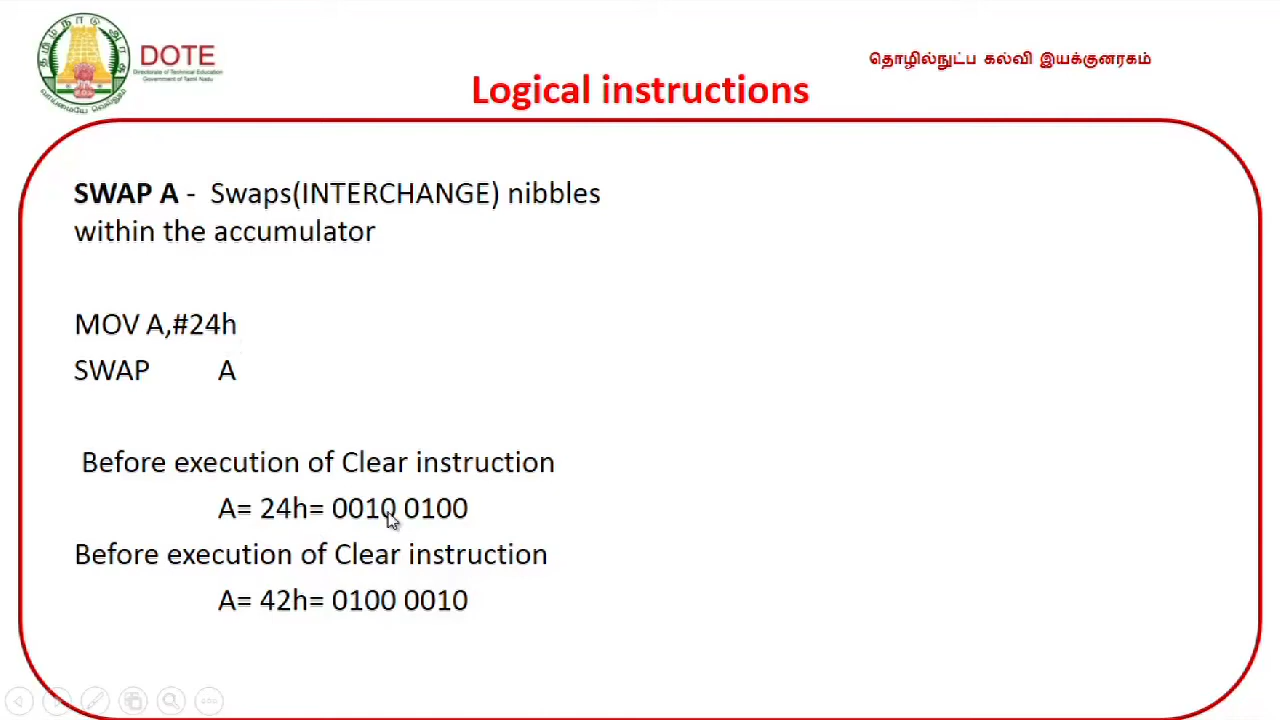 DOTE
Directorate of Technical Education
Government of Tamil Nadu
தொழில்நுட்ப கல்வி இயக்குனரகம்
Logical instructions
SWAP A - Swaps(INTERCHANGE) nibbles
within the accumulator
MOV A,#24h
SWAP A
Before execution of Clear instruction
A= 24h= 0010 0100
Before execution of Clear instruction
A= 42h= 0100 0010